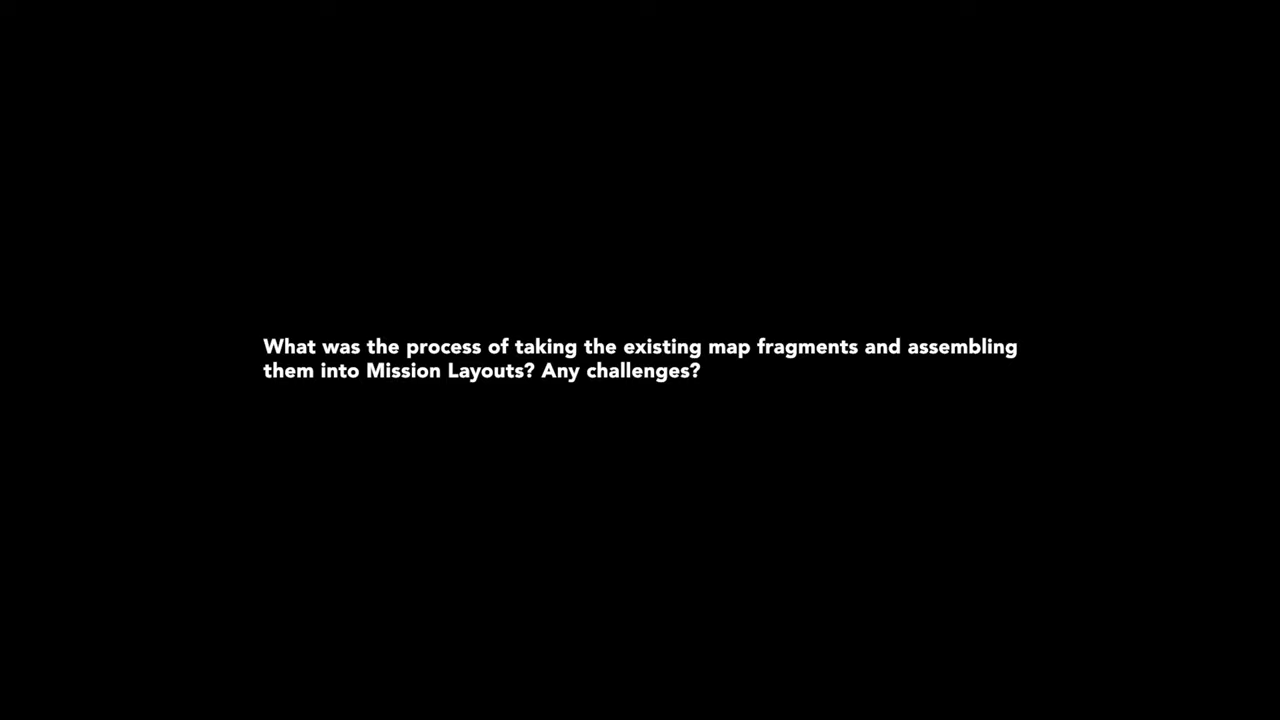 What was the process of taking the existing map fragments and assembling
them into Mission Layouts? Any challenges?